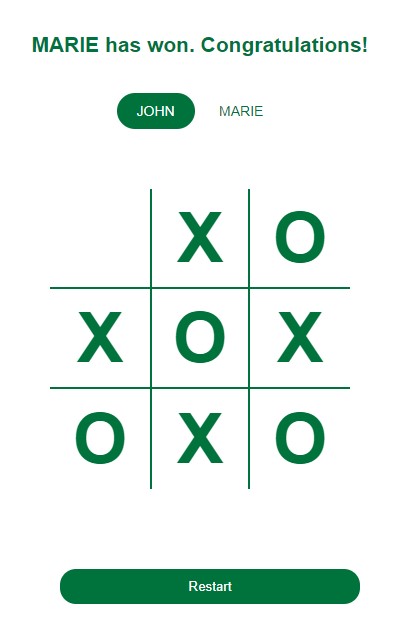 MARIE has won. Congratulations!
JOHN MARIE
X O
X O X
O X O
Restart